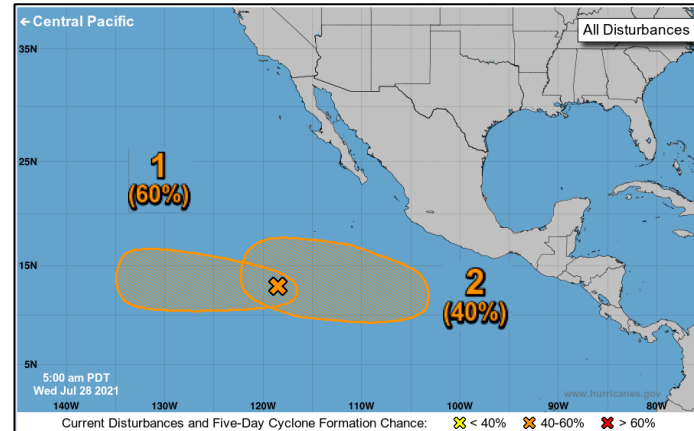 ← Central Pacific
All Disturbances
35N
25N
1
(60%)
15N
2
(40%)
5N
5:00 am PDT
Wed Jul 28 2021
www.hurricanes.gov
140W 130W 120W 110W 100W 90W 80W
Current Disturbances and Five-Day Cyclone Formation Chance: < 40% 40-60% > 60%